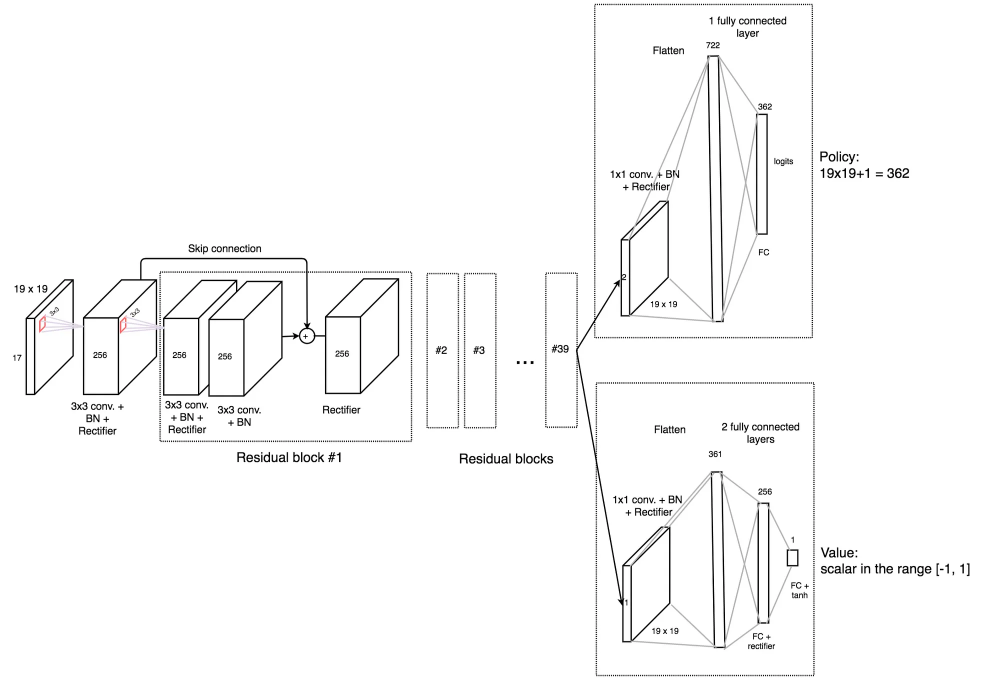 19 x 19
3x3
17
3x3 conv. +
BN +
Rectifier
256
3x3
Skip connection
256
3x3 conv.
+ BN +
Rectifier
256
3x3 conv.
+ BN
+
256
Rectifier
Residual block #1
#2
#3
...
#39
Residual blocks
1 fully connected
layer
Flatten
722
362
logits
FC
1x1 conv. + BN
+ Rectifier
2
19 x 19
Policy:
19x19+1 = 362
2 fully connected
layers
Flatten
361
256
1
1x1 conv. + BN
+ Rectifier
1
19 x 19
FC +
tanh
FC +
rectifier
Value:
scalar in the range [-1, 1]